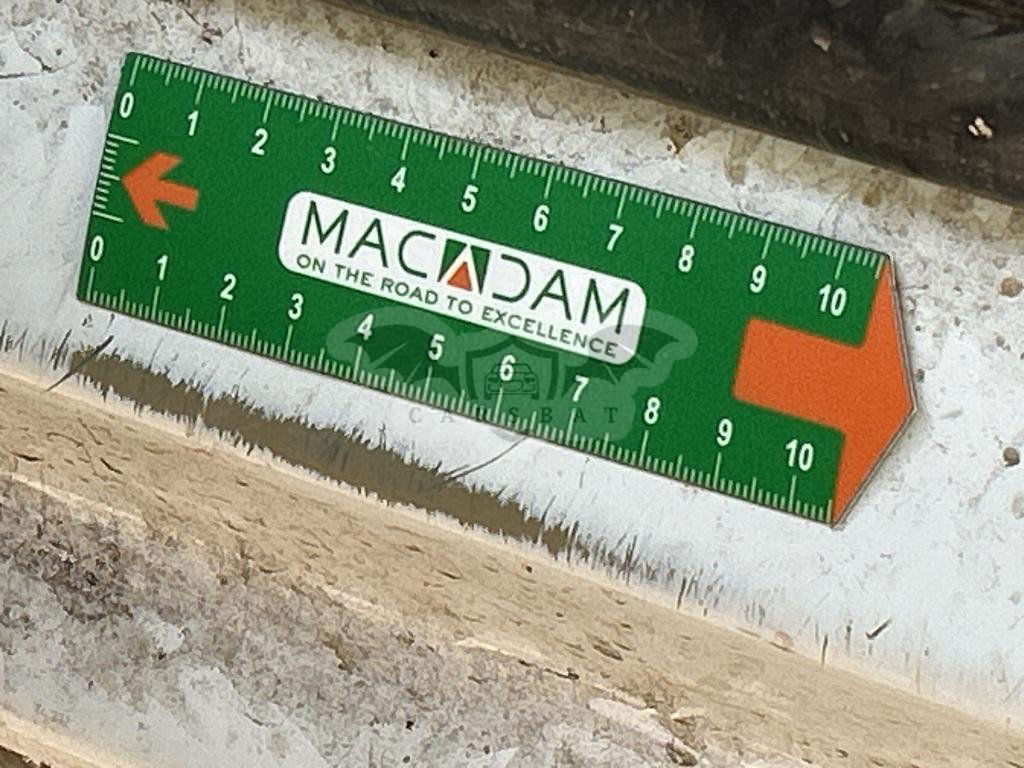 0 1 2 3 4 5 6 7 8 9 10
MACADAM
ON THE ROAD TO EXCELLENCE
0 1 2 3 4 5 6 7 8 9 10
CARSBAT